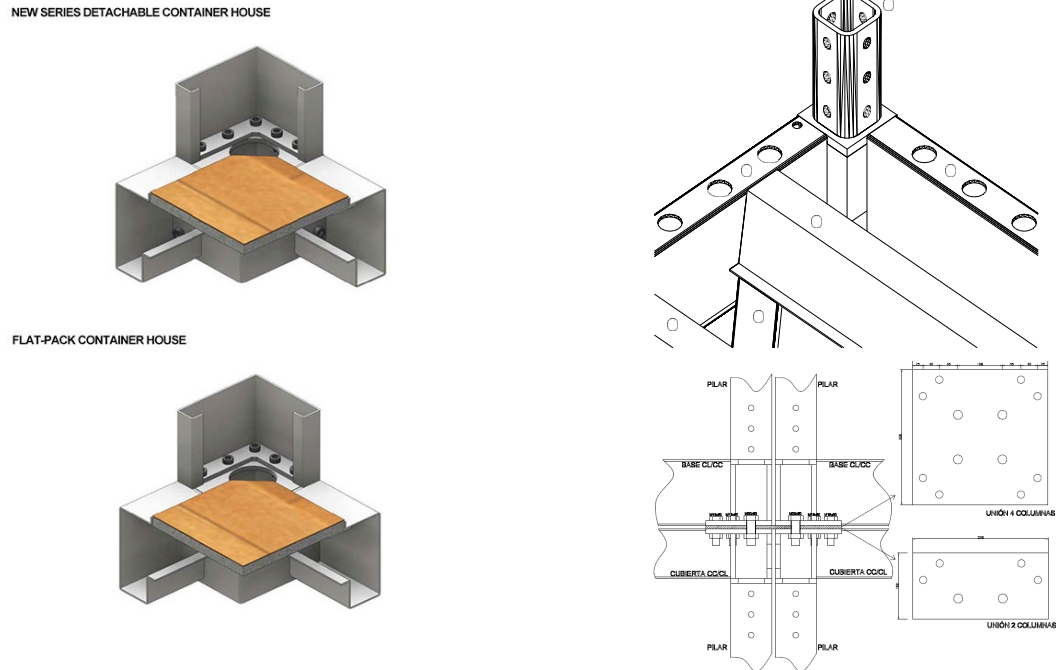 NEW SERIES DETACHABLE CONTAINER HOUSE
FLAT-PACK CONTAINER HOUSE
PILAR
PILAR
BASE CL/CC
BASE CL/CC
CUBIERTA CC/CL
CUBIERTA CC/CL
PILAR
PILAR
UNIÓN 4 COLUMNAS
UNIÓN 2 COLUMNAS